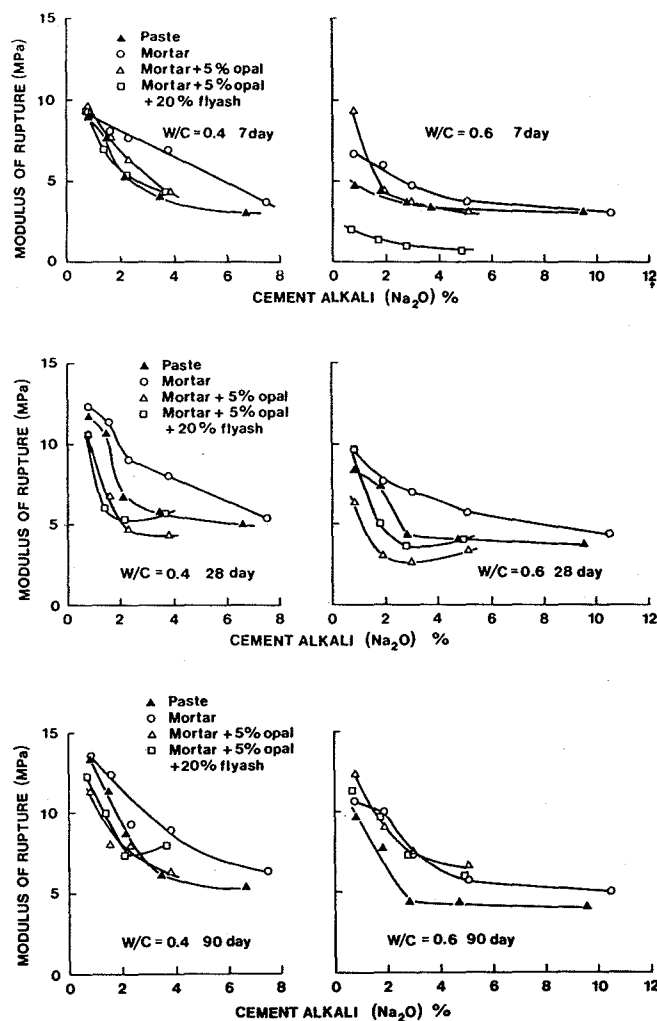 MODULUS OF RUPTURE (MPa)
15
10
5
0
Paste
Mortar
Mortar + 5% opal
Mortar + 5% opal
+ 20% flyash
W/C = 0.4 7day
W/C = 0.6 7day
0 2 4 6 8
0 2 4 6 8 10 12
CEMENT ALKALI (Na2O) %
MODULUS OF RUPTURE (MPa)
15
10
5
0
Paste
Mortar
Mortar + 5% opal
Mortar + 5% opal
+ 20% flyash
W/C = 0.4 28 day
W/C = 0.6 28 day
0 2 4 6 8
0 2 4 6 8 10 12
CEMENT ALKALI (Na2O) %
MODULUS OF RUPTURE (MPa)
15
10
5
0
Paste
Mortar
Mortar + 5% opal
Mortar + 5% opal
+20% flyash
W/C = 0.4 90 day
W/C = 0.6 90 day
0 2 4 6 8
0 2 4 6 8 10 12
CEMENT ALKALI (Na2O) %